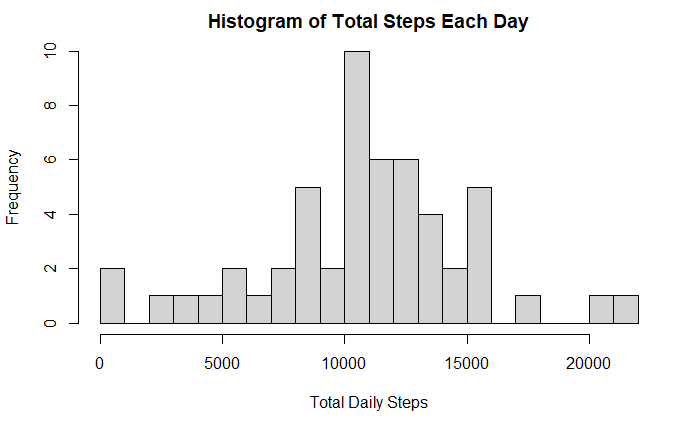 Histogram of Total Steps Each Day
Frequency
10
8
6
4
2
0
0 5000 10000 15000 20000
Total Daily Steps